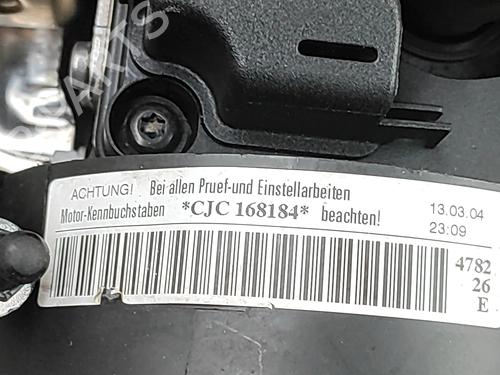 ACHTUNG! Bei allen Pruef-und Einstellarbeiten
Motor-Kennbuchstaben *CJC 168184* beachten!
13.03.04
23:09
4782
26
E